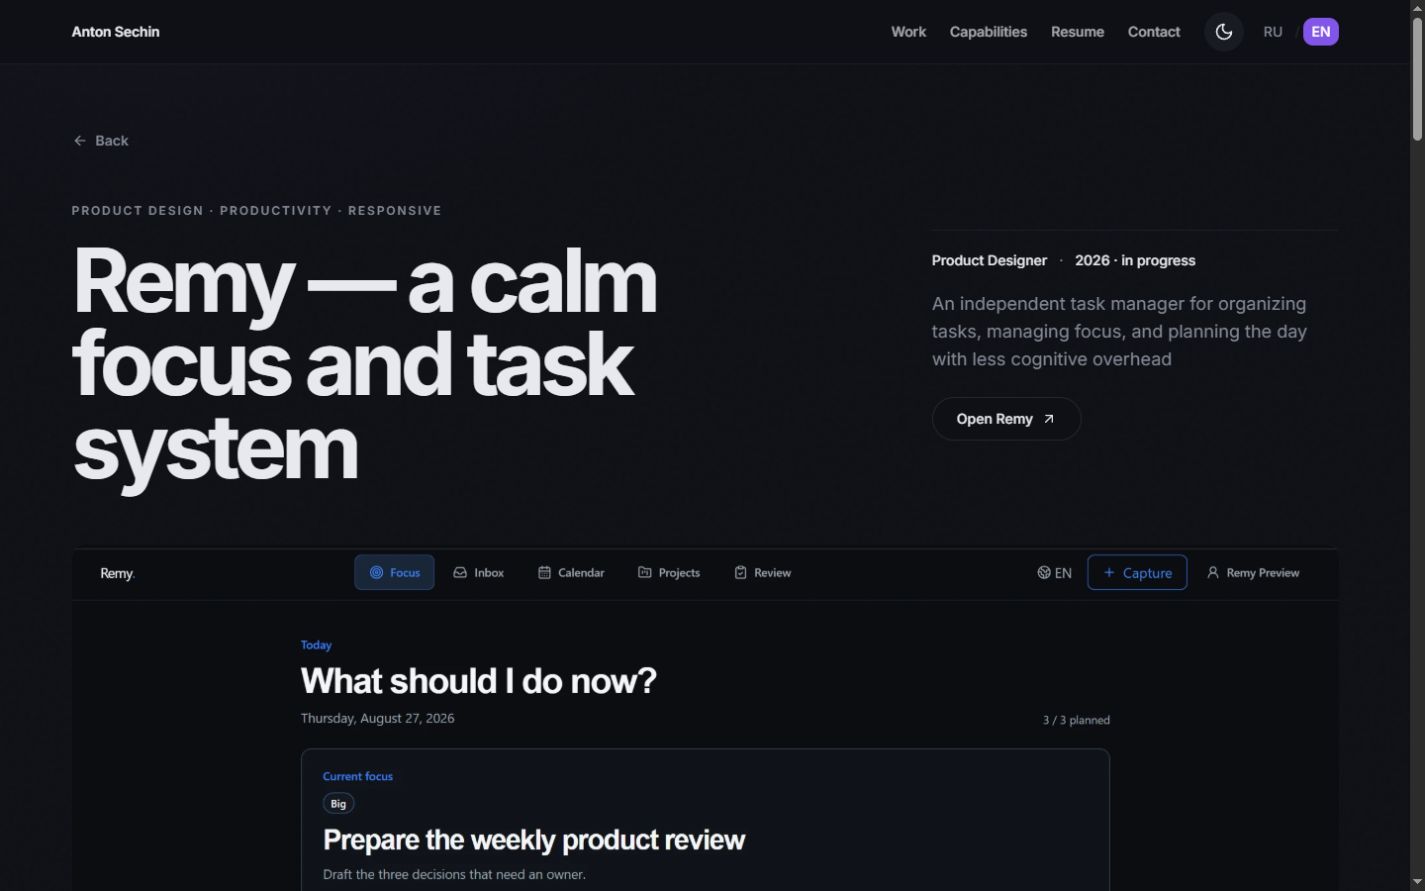 Anton Sechin
Work
Capabilities
Resume
Contact
RU / EN
Back
PRODUCT DESIGN · PRODUCTIVITY · RESPONSIVE
Remy — a calm
focus and task
system
Product Designer · 2026 · in progress
An independent task manager for organizing
tasks, managing focus, and planning the day
with less cognitive overhead
Open Remy
Remy.
Focus
Inbox
Calendar
Projects
Review
EN
+ Capture
Remy Preview
Today
What should I do now?
Thursday, August 27, 2026
3 / 3 planned
Current focus
Big
Prepare the weekly product review
Draft the three decisions that need an owner.